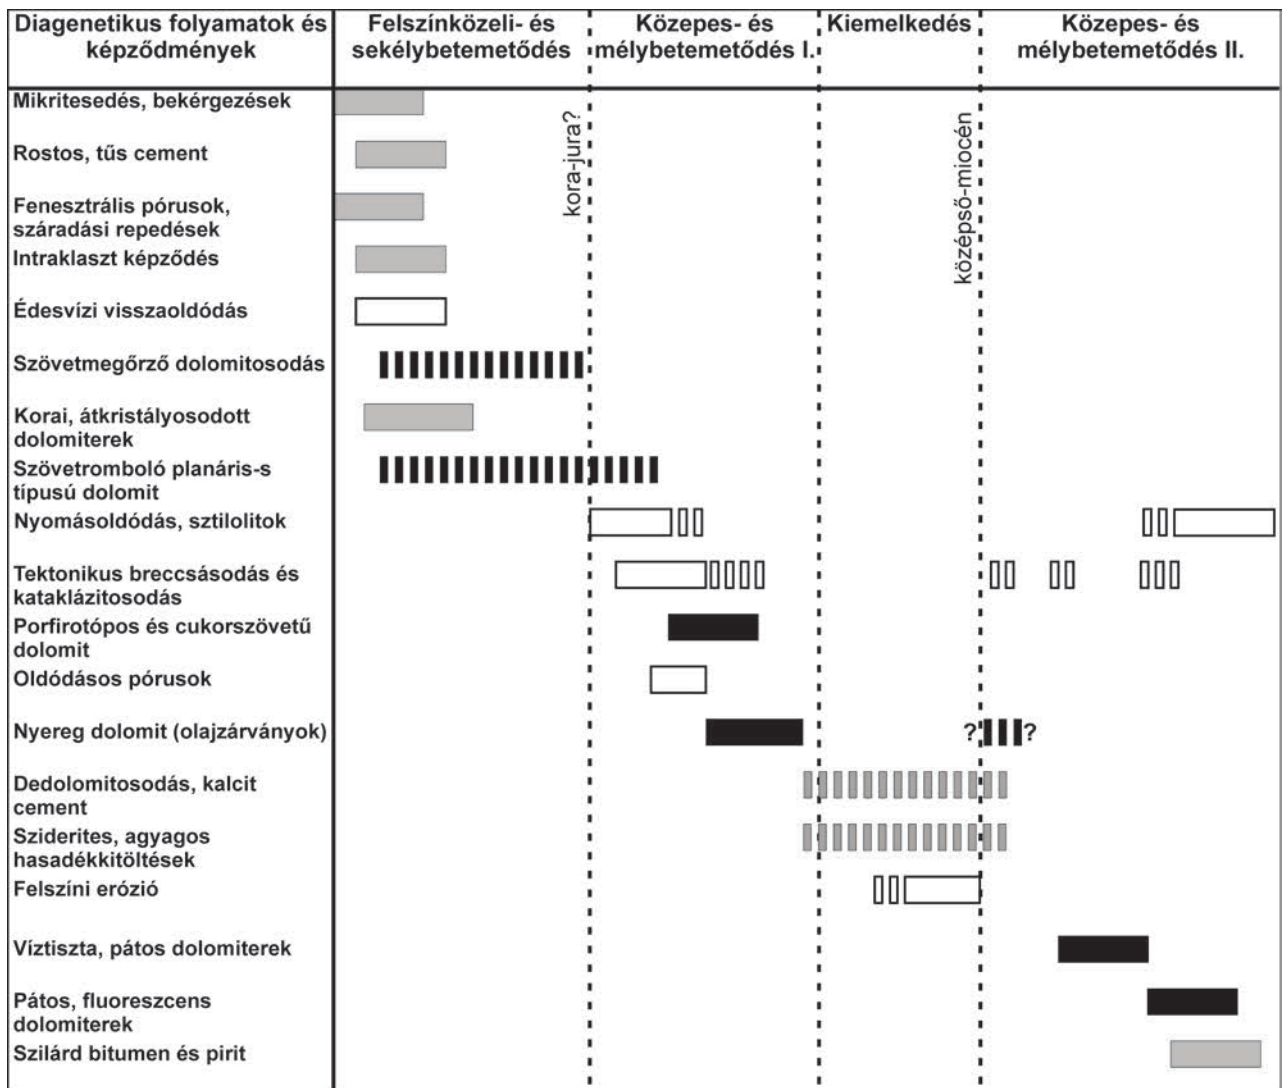 Diagenetikus folyamatok és
képződmények
Felszínközeli- és
sekélybetemetődés
Közepes- és
mélybetemetődés I.
Kiemelkedés
Közepes- és
mélybetemetődés II.
kora-jura?
középső-miocén
Mikritesedés, bekérgezések
Rostos, tűs cement
Fenesztrális pórusok,
száradási repedések
Intraklaszt képződés
Édesvízi visszaoldódás
Szövetmegőrző dolomitosodás
Korai, átkristályosodott
dolomiterek
Szövetromboló planáris-s
típusú dolomit
Nyomásoldódás, sztilolitok
Tektonikus breccsásodás és
kataklázitosodás
Porfirotópos és cukorszövetű
dolomit
Oldódásos pórusok
Nyereg dolomit (olajzárványok)
? ?
Dedolomitosodás, kalcit
cement
Sziderites, agyagos
hasadékkitöltések
Felszíni erózió
Víztiszta, pátos dolomiterek
Pátos, fluoreszcens
dolomiterek
Szilárd bitumen és pirit